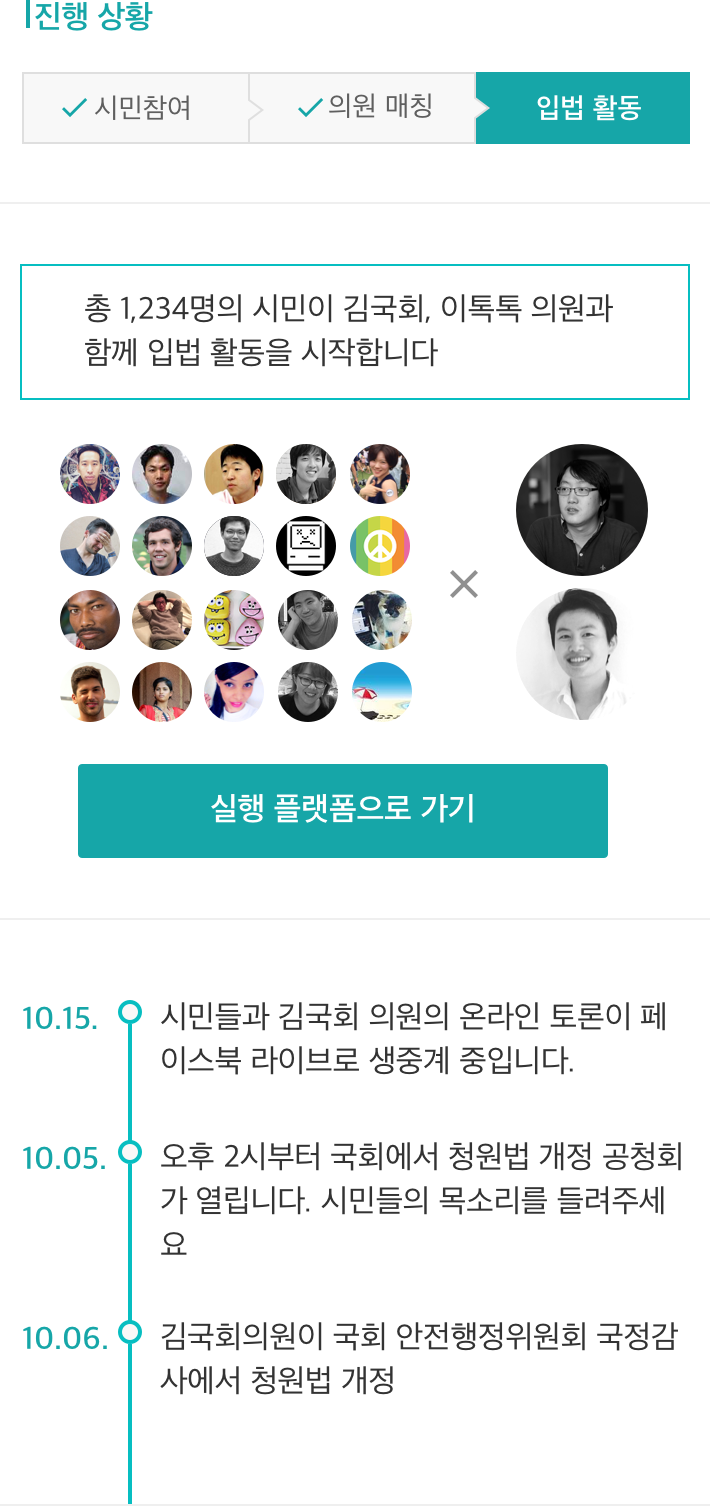 진행 상황
시민참여
의원 매칭
입법 활동
총 1,234명의 시민이 김국회, 이톡톡 의원과
함께 입법 활동을 시작합니다
실행 플랫폼으로 가기
10.15.
시민들과 김국회 의원의 온라인 토론이 페
이스북 라이브로 생중계 중입니다.
10.05.
오후 2시부터 국회에서 청원법 개정 공청회
가 열립니다. 시민들의 목소리를 들려주세
요
10.06.
김국회의원이 국회 안전행정위원회 국정감
사에서 청원법 개정